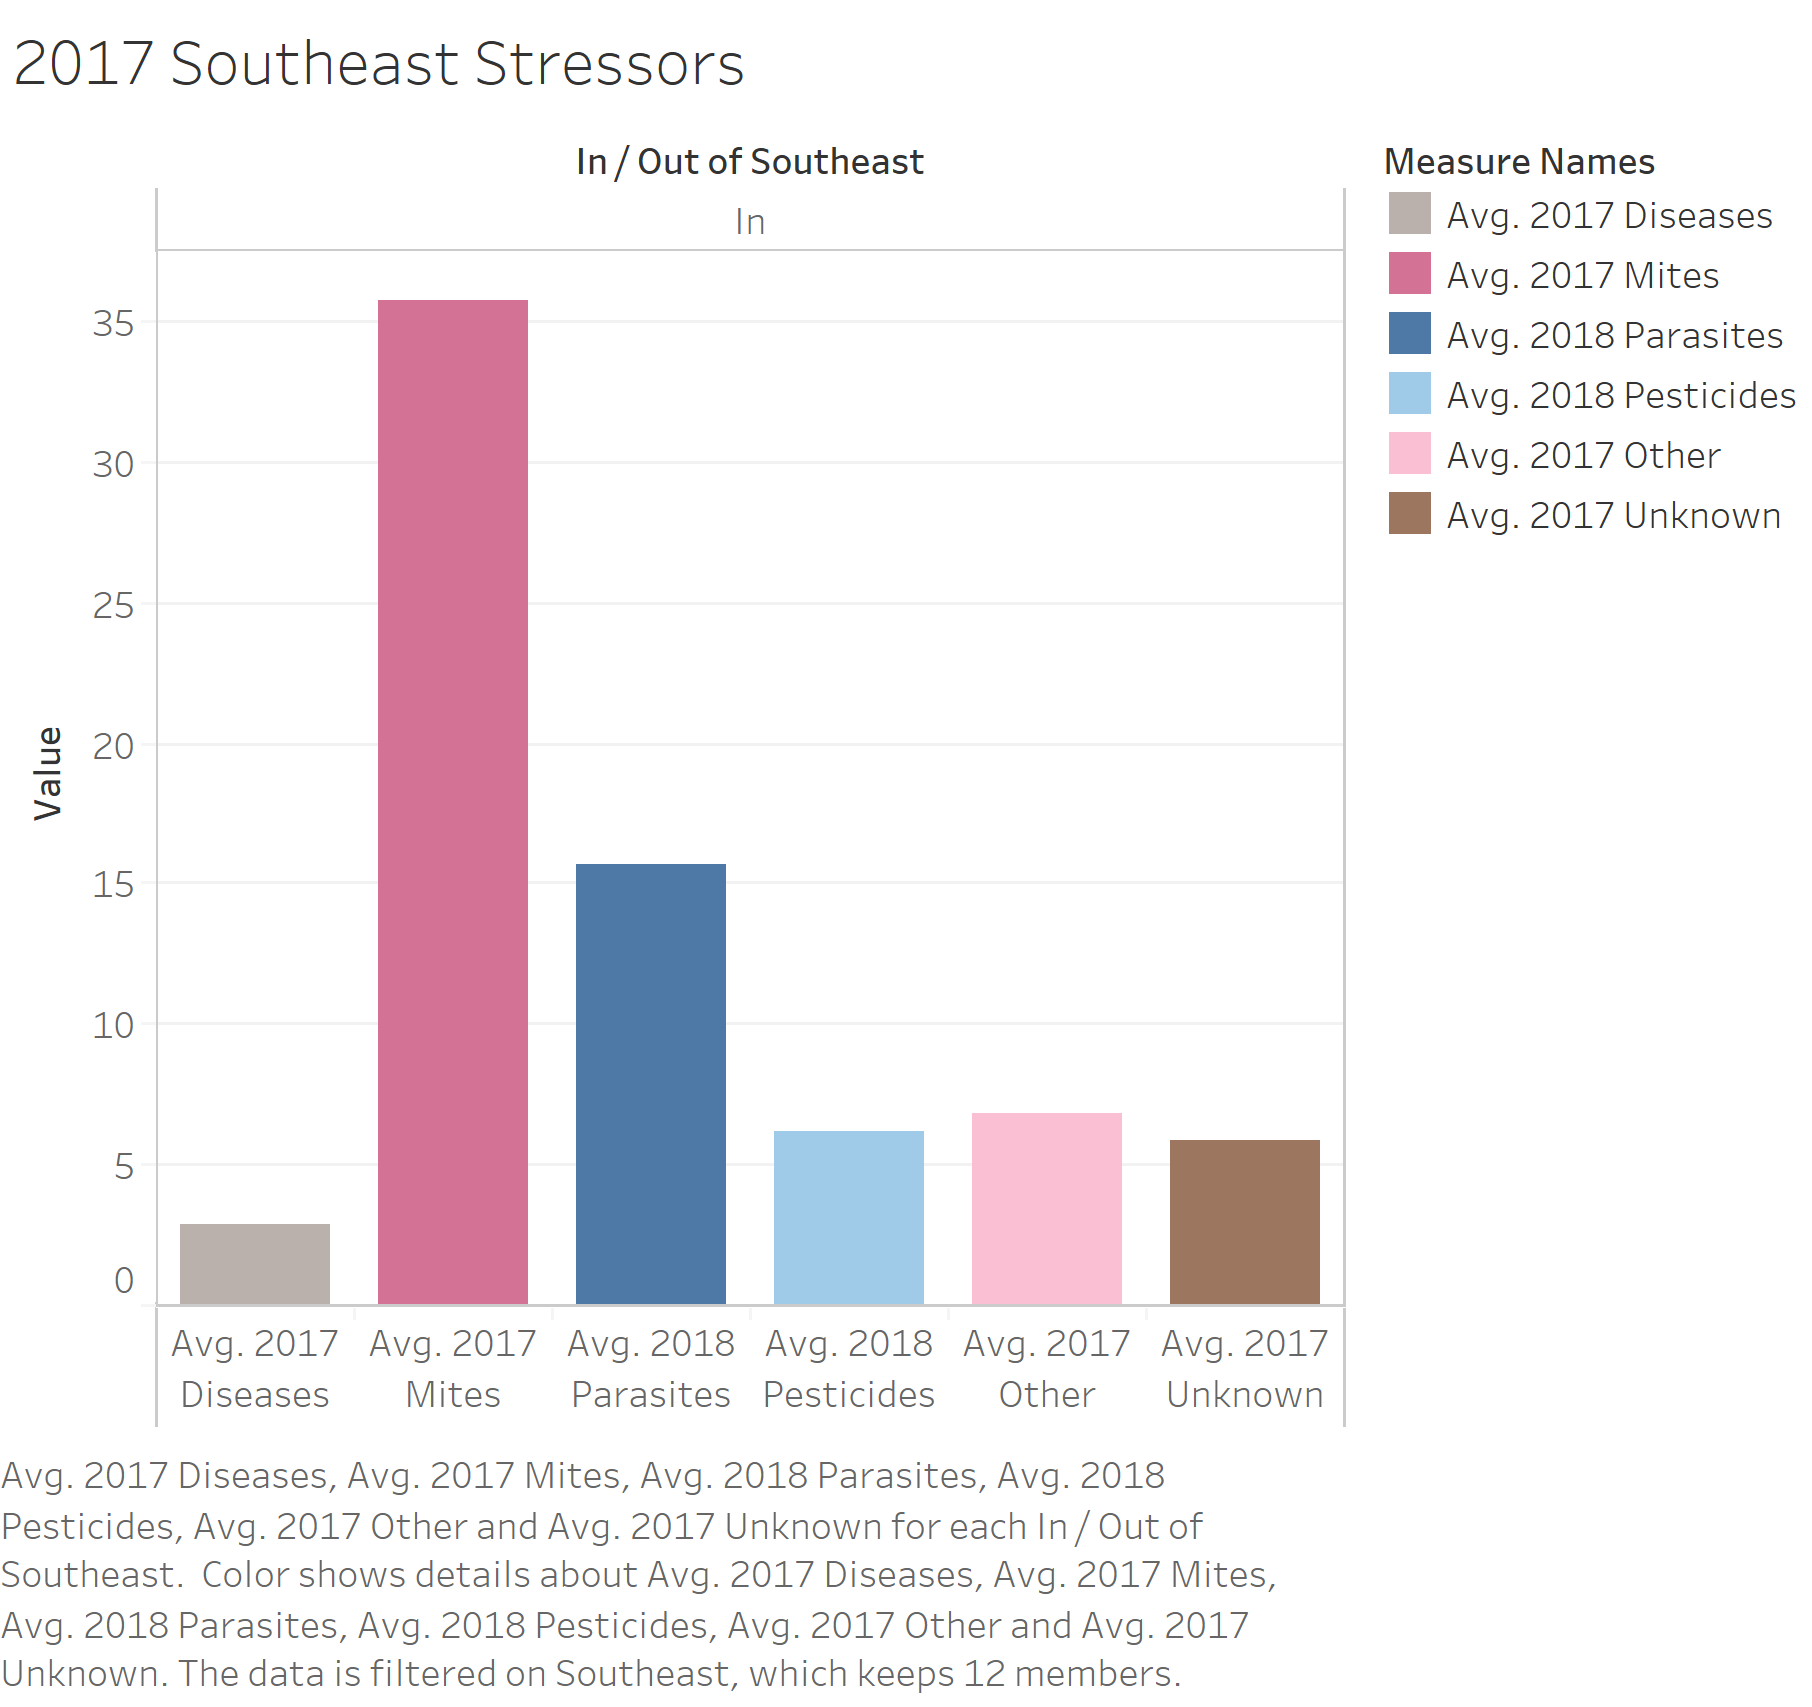 2017 Southeast Stressors
In / Out of Southeast
In
Measure Names
Avg. 2017 Diseases
Avg. 2017 Mites
Avg. 2018 Parasites
Avg. 2018 Pesticides
Avg. 2017 Other
Avg. 2017 Unknown
Value
35
30
25
20
15
10
5
0
Avg. 2017
Diseases
Avg. 2017
Mites
Avg. 2018
Parasites
Avg. 2018
Pesticides
Avg. 2017
Other
Avg. 2017
Unknown
Avg. 2017 Diseases, Avg. 2017 Mites, Avg. 2018 Parasites, Avg. 2018
Pesticides, Avg. 2017 Other and Avg. 2017 Unknown for each In / Out of
Southeast.  Color shows details about Avg. 2017 Diseases, Avg. 2017 Mites,
Avg. 2018 Parasites, Avg. 2018 Pesticides, Avg. 2017 Other and Avg. 2017
Unknown. The data is filtered on Southeast, which keeps 12 members.